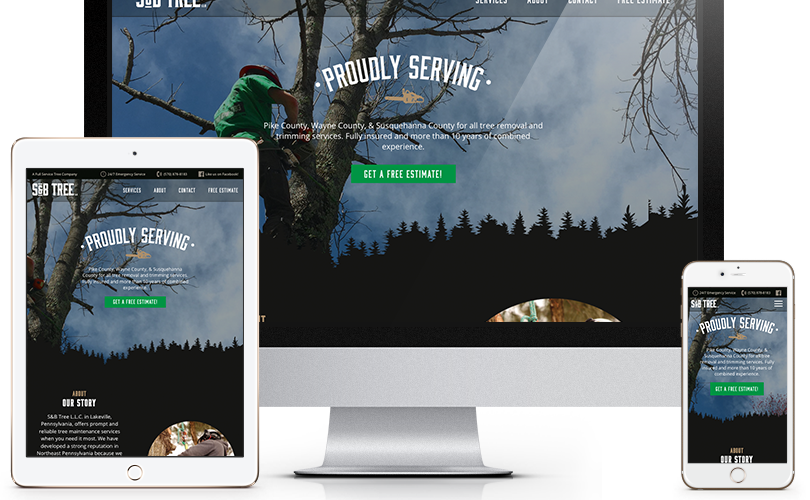 S&B TREE
SERVICES ABOUT CONTACT FREE ESTIMATE
• PROUDLY SERVING •
Pike County, Wayne County, & Susquehanna County for all tree removal and
trimming services. Fully insured and more than 10 years of combined
experience.
GET A FREE ESTIMATE!
A Full Service Tree Company 24/7 Emergency Service (570) 878-8183 Like us on Facebook!
S&B TREE
SERVICES ABOUT CONTACT FREE ESTIMATE
• PROUDLY SERVING •
Pike County, Wayne County, & Susquehanna
County for all tree removal and trimming services.
Fully insured and more than 10 years of combined
experience.
GET A FREE ESTIMATE!
ABOUT
OUR STORY
S&B Tree L.L.C. in Lakeville,
Pennsylvania, offers prompt and
reliable tree maintenance services
when you need it most. We have
developed a strong reputation in
Northeast Pennsylvania because we
24/7 Emergency Service (570) 878-8183
S&B TREE
• PROUDLY SERVING •
Pike County, Wayne County, &
Susquehanna County for all tree
removal and trimming services. Fully
insured and more than 10 years of
combined experience.
GET A FREE ESTIMATE!
ABOUT
OUR STORY